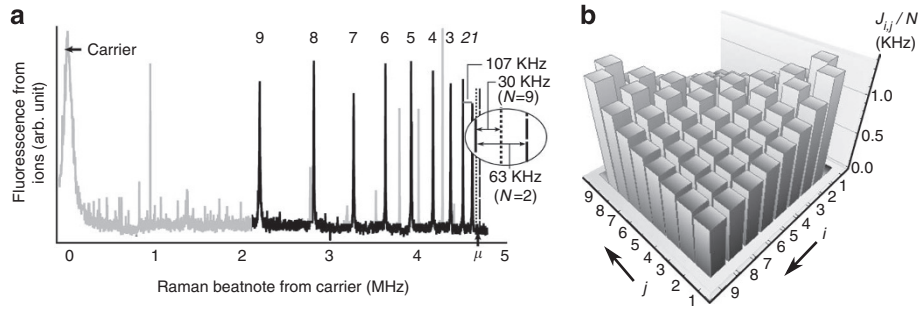 a
Fluorescence from
ions (arb. unit)
Carrier
9 8 7 6 5 4 3 21
107 KHz
30 KHz
(N=9)
63 KHz
(N=2)
0 1 2 3 4 5
μ
Raman beatnote from carrier (MHz)
b
J i,j / N
(KHz)
1.0
0.5
0.0
9 8 7 6 5 4 3 2 1
j
9 8 7 6 5 4 3 2 1
i